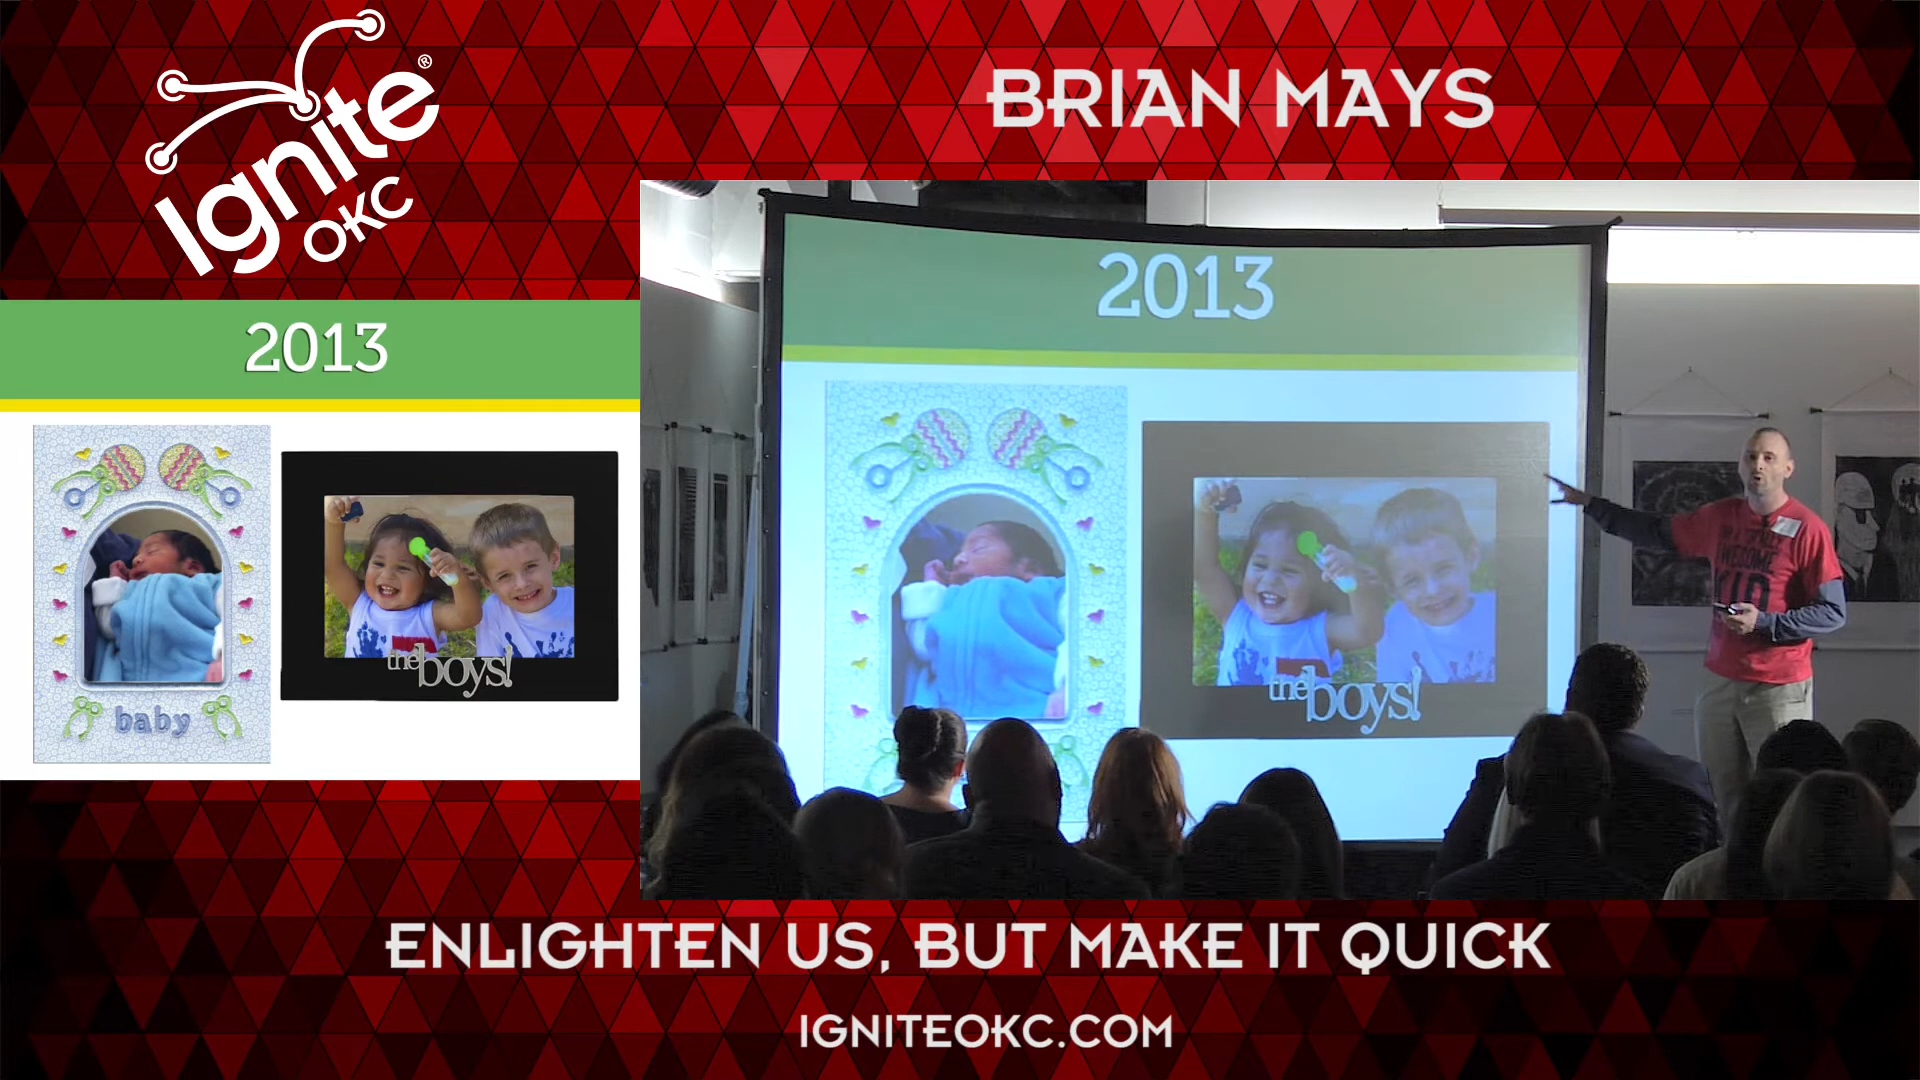 Ignite®
OKC
BRIAN MAYS
2013
baby
the boys!
2013
the boys!
KID
ENLIGHTEN US, BUT MAKE IT QUICK
IGNITEOKC.COM